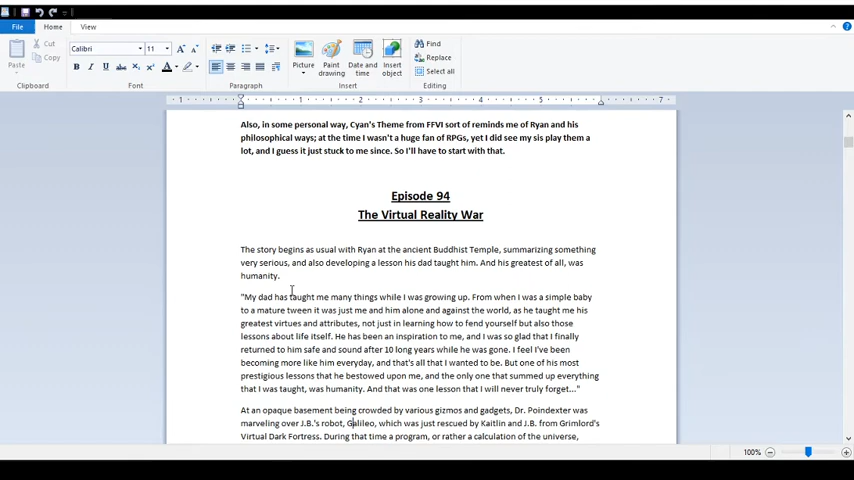 File Home View
Cut
Copy
Paste
Clipboard
Calibri 11
Font
Paragraph
Picture
Paint drawing
Date and time
Insert object
Insert
Find
Replace
Select all
Editing
1 1 2 3 4 5 7
Also, in some personal way, Cyan's Theme from FFVI sort of reminds me of Ryan and his
philosophical ways; at the time I wasn't a huge fan of RPGs, yet I did see my sis play them a
lot, and I guess it just stuck to me since. So I'll have to start with that.
Episode 94
The Virtual Reality War
The story begins as usual with Ryan at the ancient Buddhist Temple, summarizing something
very serious, and also developing a lesson his dad taught him. And his greatest of all, was
humanity.
"My dad has taught me many things while I was growing up. From when I was a simple baby
to a mature tween it was just me and him alone and against the world, as he taught me his
greatest virtues and attributes, not just in learning how to fend yourself but also those
lessons about life itself. He has been an inspiration to me, and I was so glad that I finally
returned to him safe and sound after 10 long years while he was gone. I feel I've been
becoming more like him everyday, and that's all that I wanted to be. But one of his most
prestigious lessons that he bestowed upon me, and the only one that summed up everything
that I was taught, was humanity. And that was one lesson that I will never truly forget..."
At an opaque basement being crowded by various gizmos and gadgets, Dr. Poindexter was
marveling over J.B.'s robot, Galileo, which was just rescued by Kaitlin and J.B. from Grimlord's
Virtual Dark Fortress. During that time a program, or rather a calculation of the universe,
100%